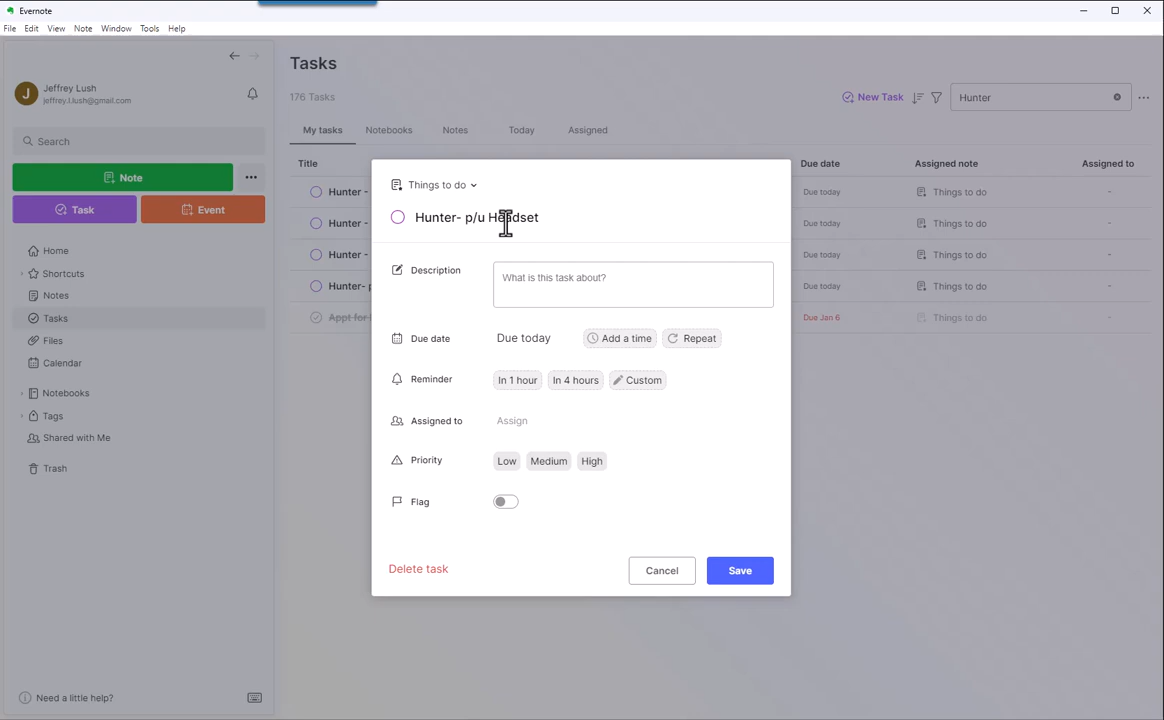 Evernote
File Edit View Note Window Tools Help
Jeffrey Lush
jeffrey.l.lush@gmail.com
Search
Note
Task
Event
Home
Shortcuts
Notes
Tasks
Files
Calendar
Notebooks
Tags
Shared with Me
Trash
Need a little help?
Tasks
176 Tasks
New Task
Hunter
My tasks Notebooks Notes Today Assigned
Title Due date Assigned note Assigned to
Hunter - Due today Things to do -
Hunter - Due today Things to do -
Hunter - Due today Things to do -
Hunter- Due today Things to do -
Appt for Due Jan 6 Things to do -
Things to do
Hunter- p/u Headset
Description
What is this task about?
Due date Due today Add a time Repeat
Reminder In 1 hour In 4 hours Custom
Assigned to Assign
Priority Low Medium High
Flag
Delete task Cancel Save